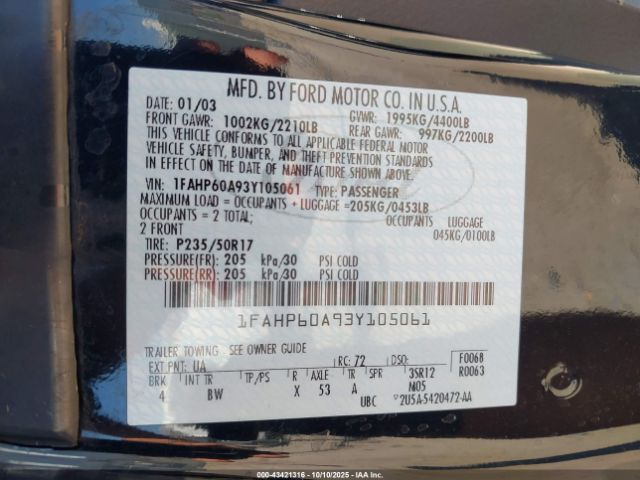 MFD. BY FORD MOTOR CO. IN U.S.A.
DATE: 01/03 GVWR: 1995KG/4400LB
FRONT GAWR: 1002KG/2210LB REAR GAWR: 997KG/2200LB
THIS VEHICLE CONFORMS TO ALL APPLICABLE FEDERAL MOTOR
VEHICLE SAFETY, BUMPER, AND THEFT PREVENTION STANDARDS
IN EFFECT ON THE DATE OF MANUFACTURE SHOWN ABOVE.
VIN: 1FAHP60A93Y105061 TYPE: PASSENGER
MAXIMUM LOAD = OCCUPANTS + LUGGAGE =205KG/0453LB
OCCUPANTS = 2 TOTAL: OCCUPANTS LUGGAGE
2 FRONT 045KG/0100LB
TIRE: P235/50R17
PRESSURE(FR): 205 kPa/30 PSI COLD
PRESSURE(RR): 205 kPa/30 PSI COLD
1FAHP60A93Y105061
TRAILER TOWING - SEE OWNER GUIDE
EXT PNT: UA RC: 72 DSO: F0068
BRK INT TR TP/PS R AXLE TR SPR 3SR12 R0063
4 BW X 53 A M05
UBC 2U5A-5420472-AA
000-43421316 - 10/10/2025 - Copyright © IAA, Inc.